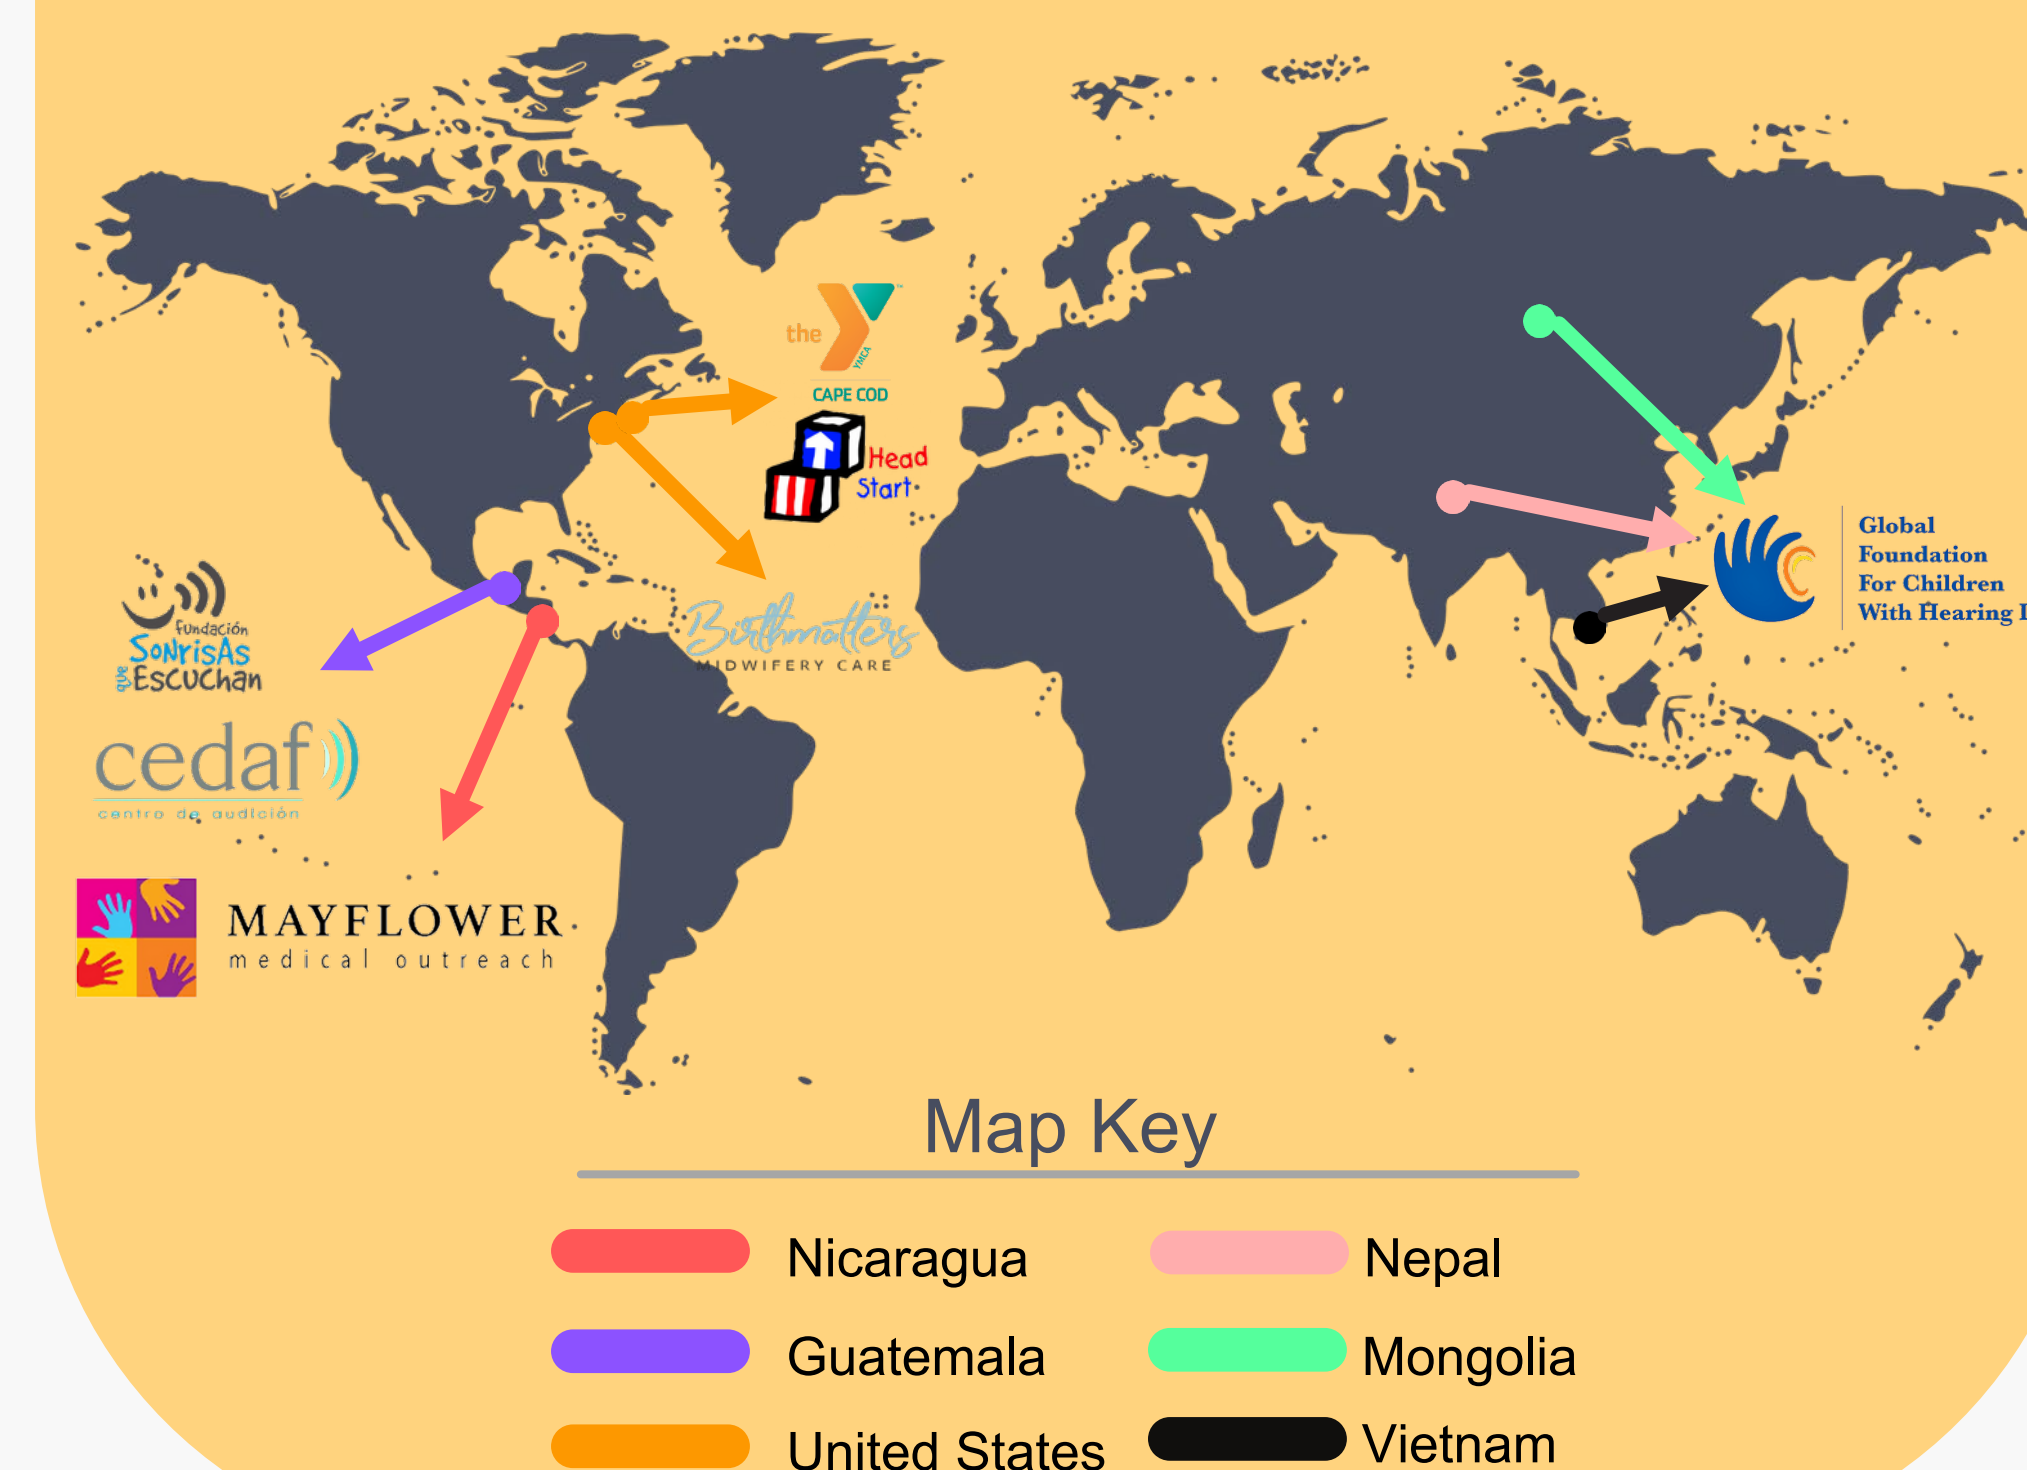 the
YMCA
CAPE COD
Head
Start
fundación
SONrisAs
que
ESCUCHan
Birthmatters
MIDWIFERY CARE
Global
Foundation
For Children
With Hearing
cedaf
centro de audición
MAYFLOWER
medical outreach
Map Key
Nicaragua
Nepal
Guatemala
Mongolia
United States
Vietnam